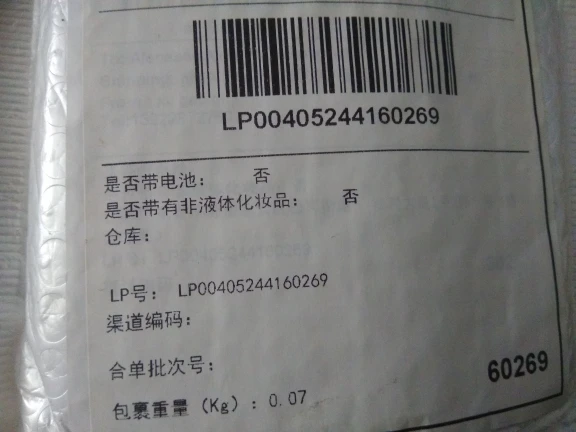 LP00405244160269
是否带电池： 否
是否带有非液体化妆品： 否
仓库：
LP号： LP00405244160269
渠道编码：
合单批次号：
60269
包裹重量（Kg）：0.07